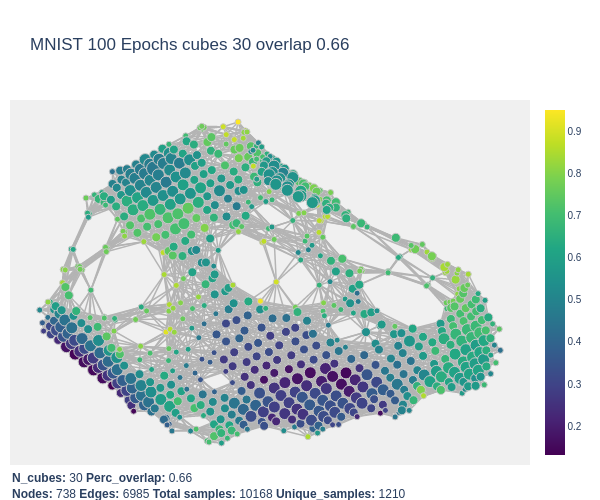 MNIST 100 Epochs cubes 30 overlap 0.66
0.9
0.8
0.7
0.6
0.5
0.4
0.3
0.2
N_cubes: 30 Perc_overlap: 0.66
Nodes: 738 Edges: 6985 Total samples: 10168 Unique_samples: 1210